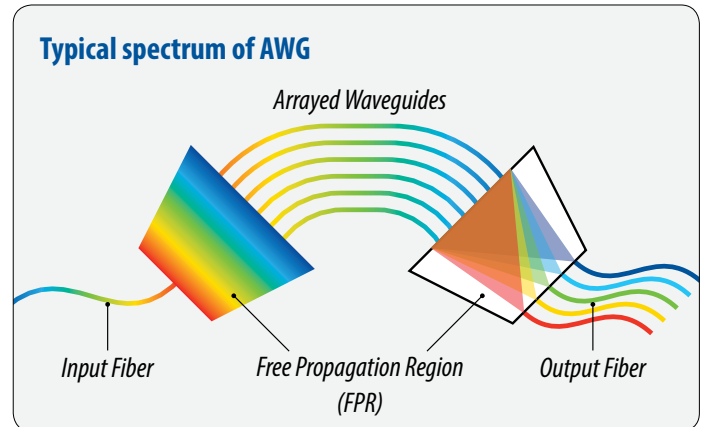 Typical spectrum of AWG
Arrayed Waveguides
Input Fiber
Free Propagation Region
(FPR)
Output Fiber